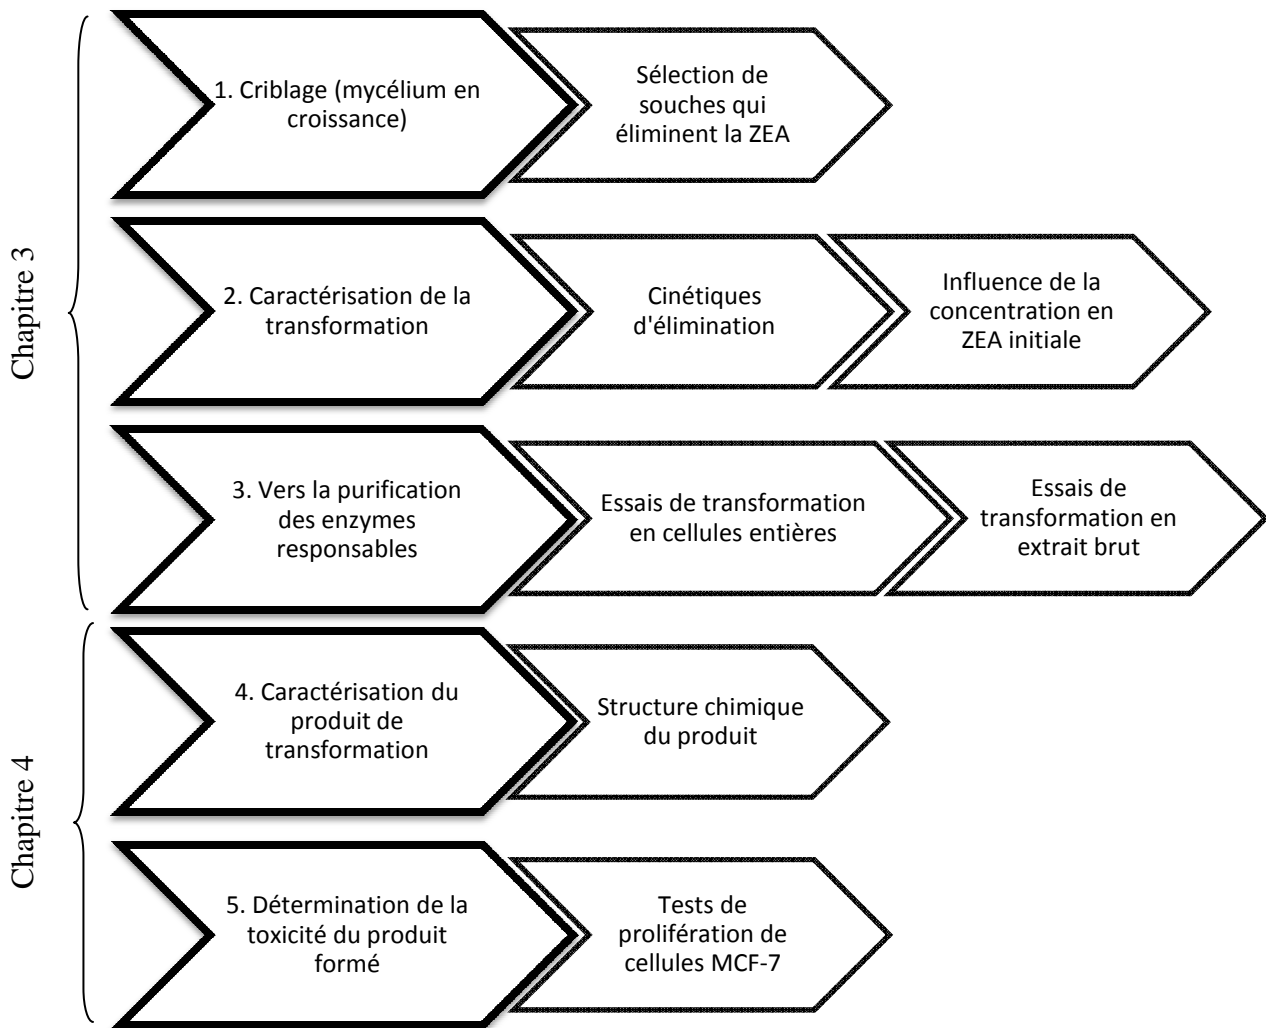 Chapitre 3
1. Criblage (mycélium en
croissance)
Sélection de
souches qui
éliminent la ZEA
2. Caractérisation de la
transformation
Cinétiques
d'élimination
Influence de la
concentration en
ZEA initiale
3. Vers la purification
des enzymes
responsables
Essais de transformation
en cellules entières
Essais de
transformation en
extrait brut
Chapitre 4
4. Caractérisation du
produit de
transformation
Structure chimique
du produit
5. Détermination de la
toxicité du produit
formé
Tests de
prolifération de
cellules MCF-7